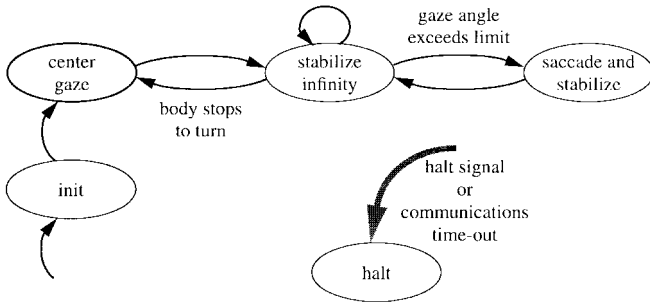 gaze angle
exceeds limit
center
gaze
stabilize
infinity
saccade and
stabilize
body stops
to turn
init
halt signal
or
communications
time-out
halt